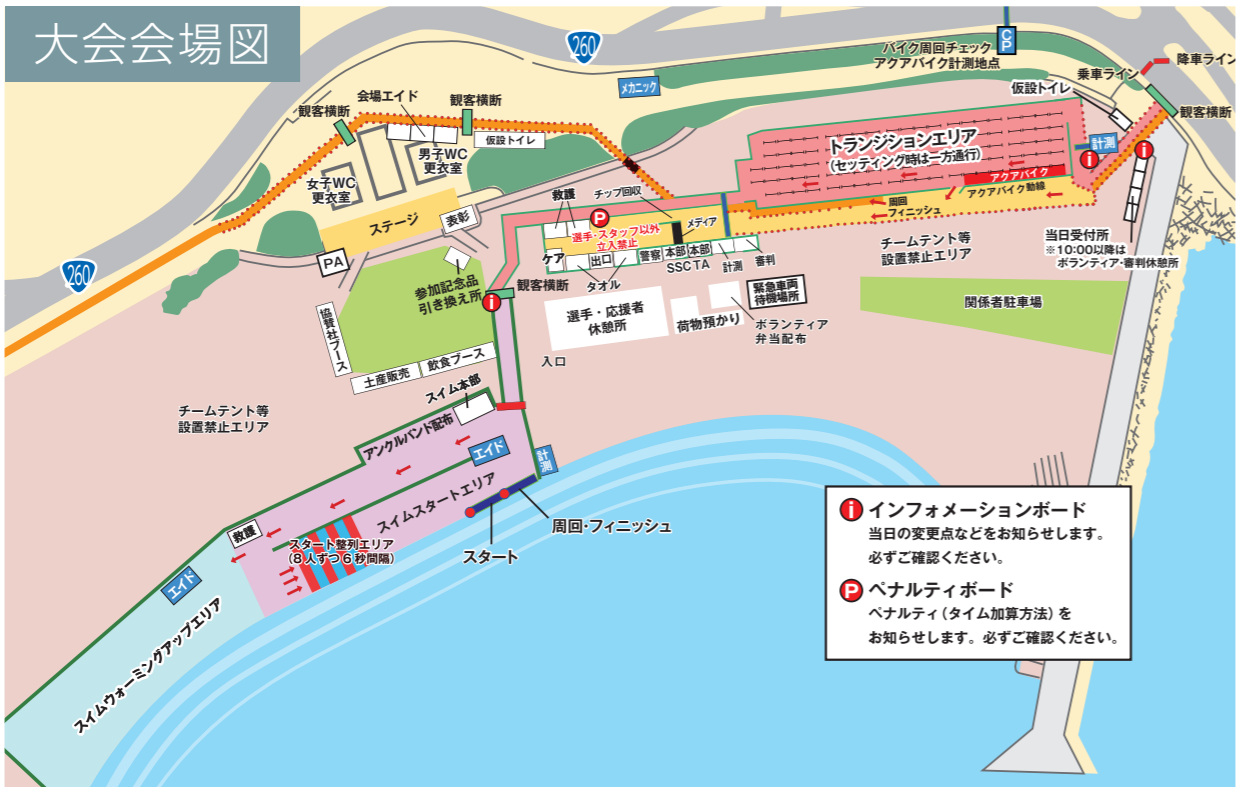 大会会場図
260
CP
バイク周回チェック
アクアバイク計測地点
降車ライン
乗車ライン
メカニック
仮設トイレ
観客横断
会場エイド
観客横断
観客横断
仮設トイレ
男子WC
更衣室
女子WC
更衣室
トランジションエリア
(セッティング時は一方通行)
計測
i
i
アクアバイク
アクアバイク動線
周回
フィニッシュ
救護
チップ回収
P
メディア
選手・スタッフ以外
立入禁止
ステージ
表彰
PA
260
ケア
出口
タオル
警察
本部
本部
SSC
TA
計測
審判
チームテント等
設置禁止エリア
当日受付所
※10:00以降は
ボランティア・審判休憩所
参加記念品
引き換え所
i
観客横断
選手・応援者
休憩所
荷物預かり
緊急車両
待機場所
ボランティア
弁当配布
関係者駐車場
協賛社ブース
土産販売
飲食ブース
入口
スイム本部
チームテント等
設置禁止エリア
アンクルバンド配布
エイド
計測
スイムスタートエリア
周回・フィニッシュ
スタート
救護
スタート整列エリア
(8人ずつ6秒間隔)
エイド
スイムウォーミングアップエリア
i インフォメーションボード
当日の変更点などをお知らせします。
必ずご確認ください。
P ペナルティボード
ペナルティ(タイム加算方法)を
お知らせします。必ずご確認ください。